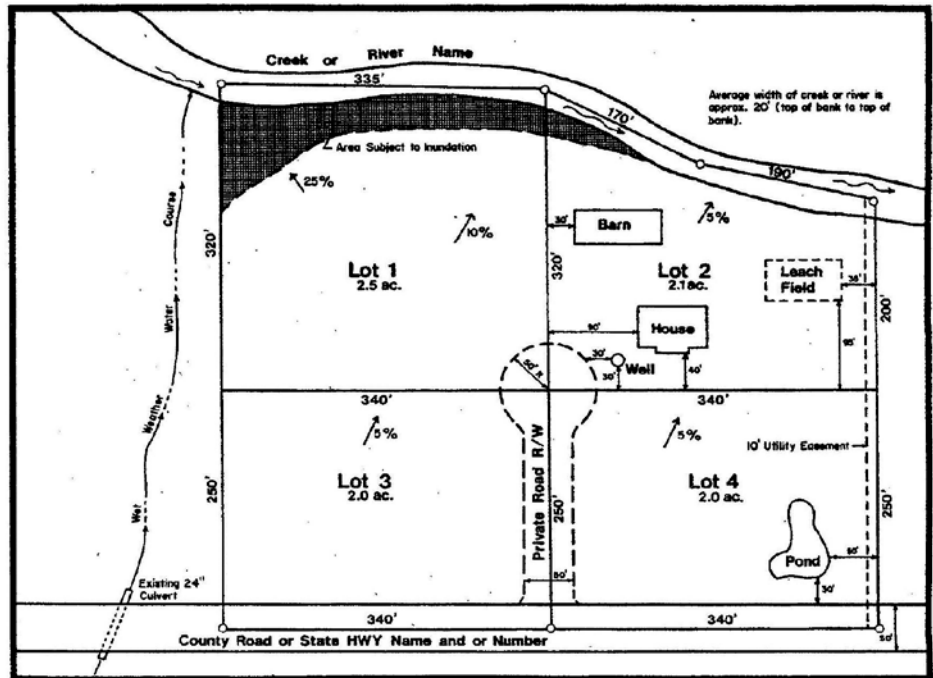 Creek or River Name
335'
170'
190'
Average width of creek or river is
approx. 20' (top of bank to top of
bank).
Area Subject to Inundation
25%
10%
5%
30'
Barn
320'
320'
Lot 1
2.5 ac.
Lot 2
2.1 ac.
Leach
Field
200'
90'
House
50' R
30'
Well
30'
40'
95'
340'
340'
5%
5%
10' Utility Easement
Lot 3
2.0 ac.
Lot 4
2.0 ac.
250'
Private Road R/W
250'
250'
Pond
50'
30'
Wet Weather Water Course
Existing 24"
Culvert
340'
340'
50'
County Road or State HWY Name and or Number